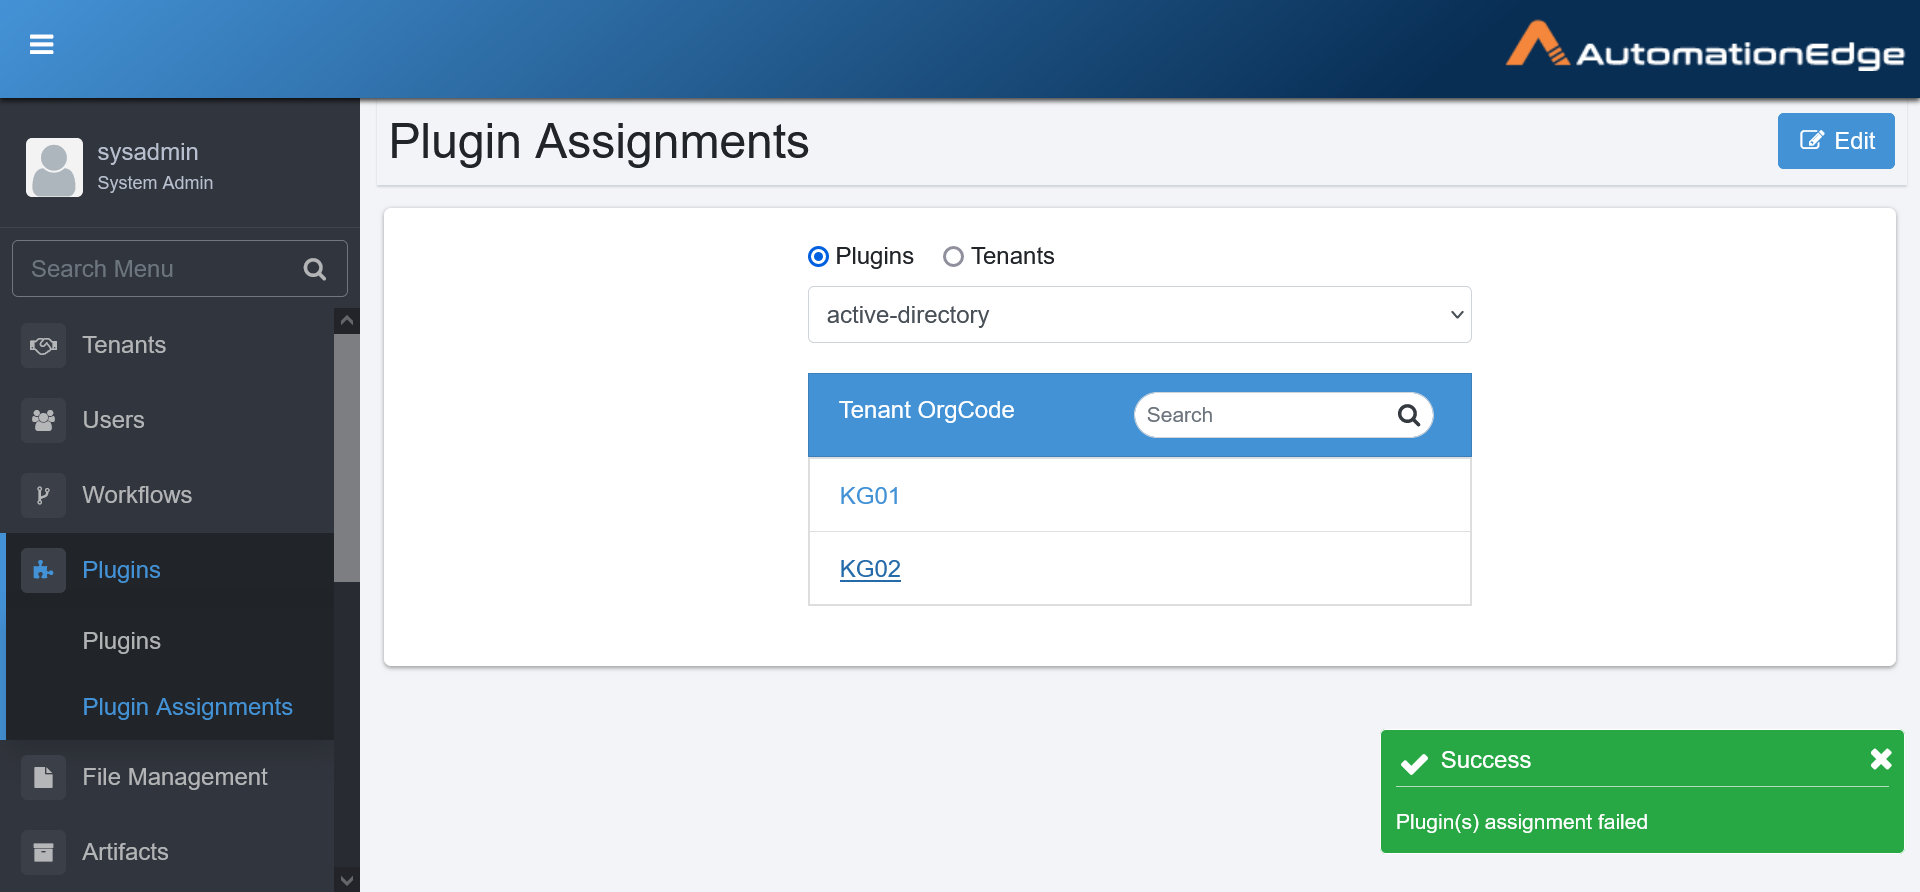 AutomationEdge
sysadmin
System Admin
Search Menu
Tenants
Users
Workflows
Plugins
Plugins
Plugin Assignments
File Management
Artifacts
Plugin Assignments
Edit
Plugins Tenants
active-directory
Tenant OrgCode Search
KG01
KG02
Success
Plugin(s) assignment failed